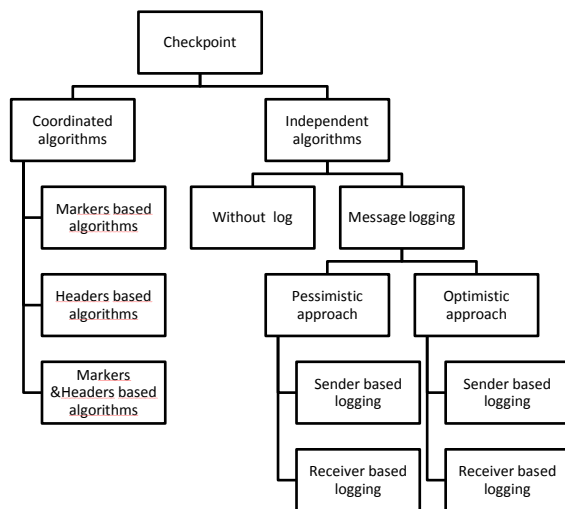 Checkpoint
Coordinated
algorithms
Independent
algorithms
Markers based
algorithms
Without log
Message logging
Headers based
algorithms
Pessimistic
approach
Optimistic
approach
Markers
&Headers based
algorithms
Sender based
logging
Sender based
logging
Receiver based
logging
Receiver based
logging